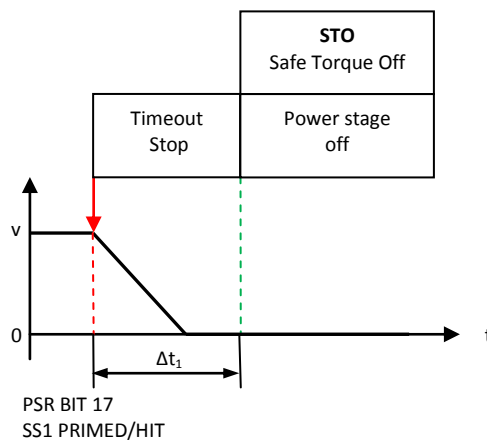 STO
Safe Torque Off
Timeout
Stop
Power stage
off
v
0
t
Δt1
PSR BIT 17
SS1 PRIMED/HIT